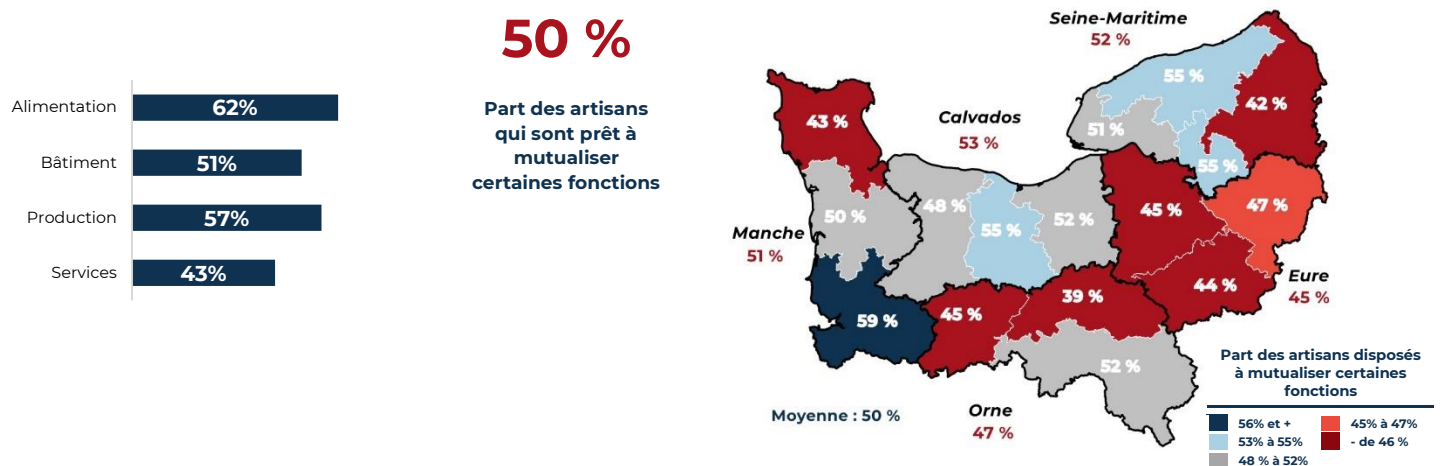 Alimentation
62%
Bâtiment
51%
Production
57%
Services
43%
50 %
Part des artisans
qui sont prêt à
mutualiser
certaines fonctions
Seine-Maritime
52 %
55 %
42 %
51 %
55 %
43 %
Calvados
53 %
50 %
48 %
55 %
52 %
45 %
47 %
Manche
51 %
59 %
45 %
39 %
44 %
Eure
45 %
52 %
Moyenne : 50 %
Orne
47 %
Part des artisans disposés
à mutualiser certaines
fonctions
56% et +
53% à 55%
48 % à 52%
45% à 47%
- de 46 %